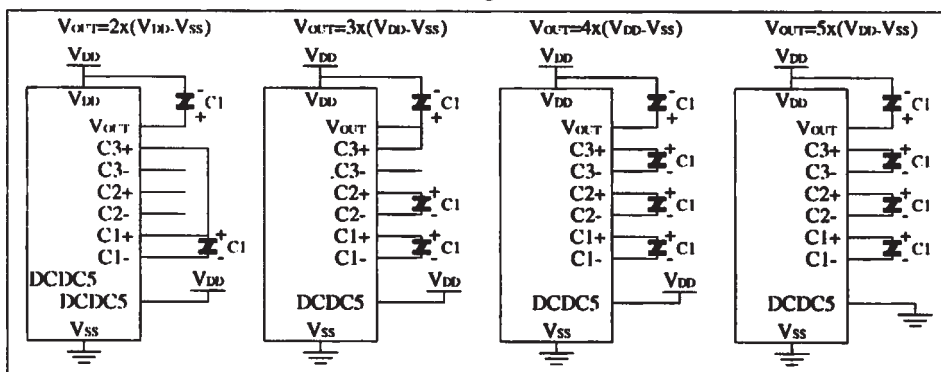 VOUT=2x(VDD-VSS)
VDD
VDD
- C1
+
VOUT
C3+
C3-
C2+
C2-
C1+
+ C1
C1-
-
DCDC5
VDD
DCDC5
VSS
VOUT=3x(VDD-VSS)
VDD
VDD
- C1
+
VOUT
C3+
C3-
C2+
+ C1
C2-
-
C1+
+ C1
C1-
-
VDD
DCDC5
VSS
VOUT=4x(VDD-VSS)
VDD
VDD
- C1
+
VOUT
C3+
+ C1
C3-
-
C2+
+ C1
C2-
-
C1+
+ C1
C1-
-
VDD
DCDC5
VSS
VOUT=5x(VDD-VSS)
VDD
VDD
- C1
+
VOUT
C3+
+ C1
C3-
-
C2+
+ C1
C2-
-
C1+
+ C1
C1-
-
DCDC5
VSS